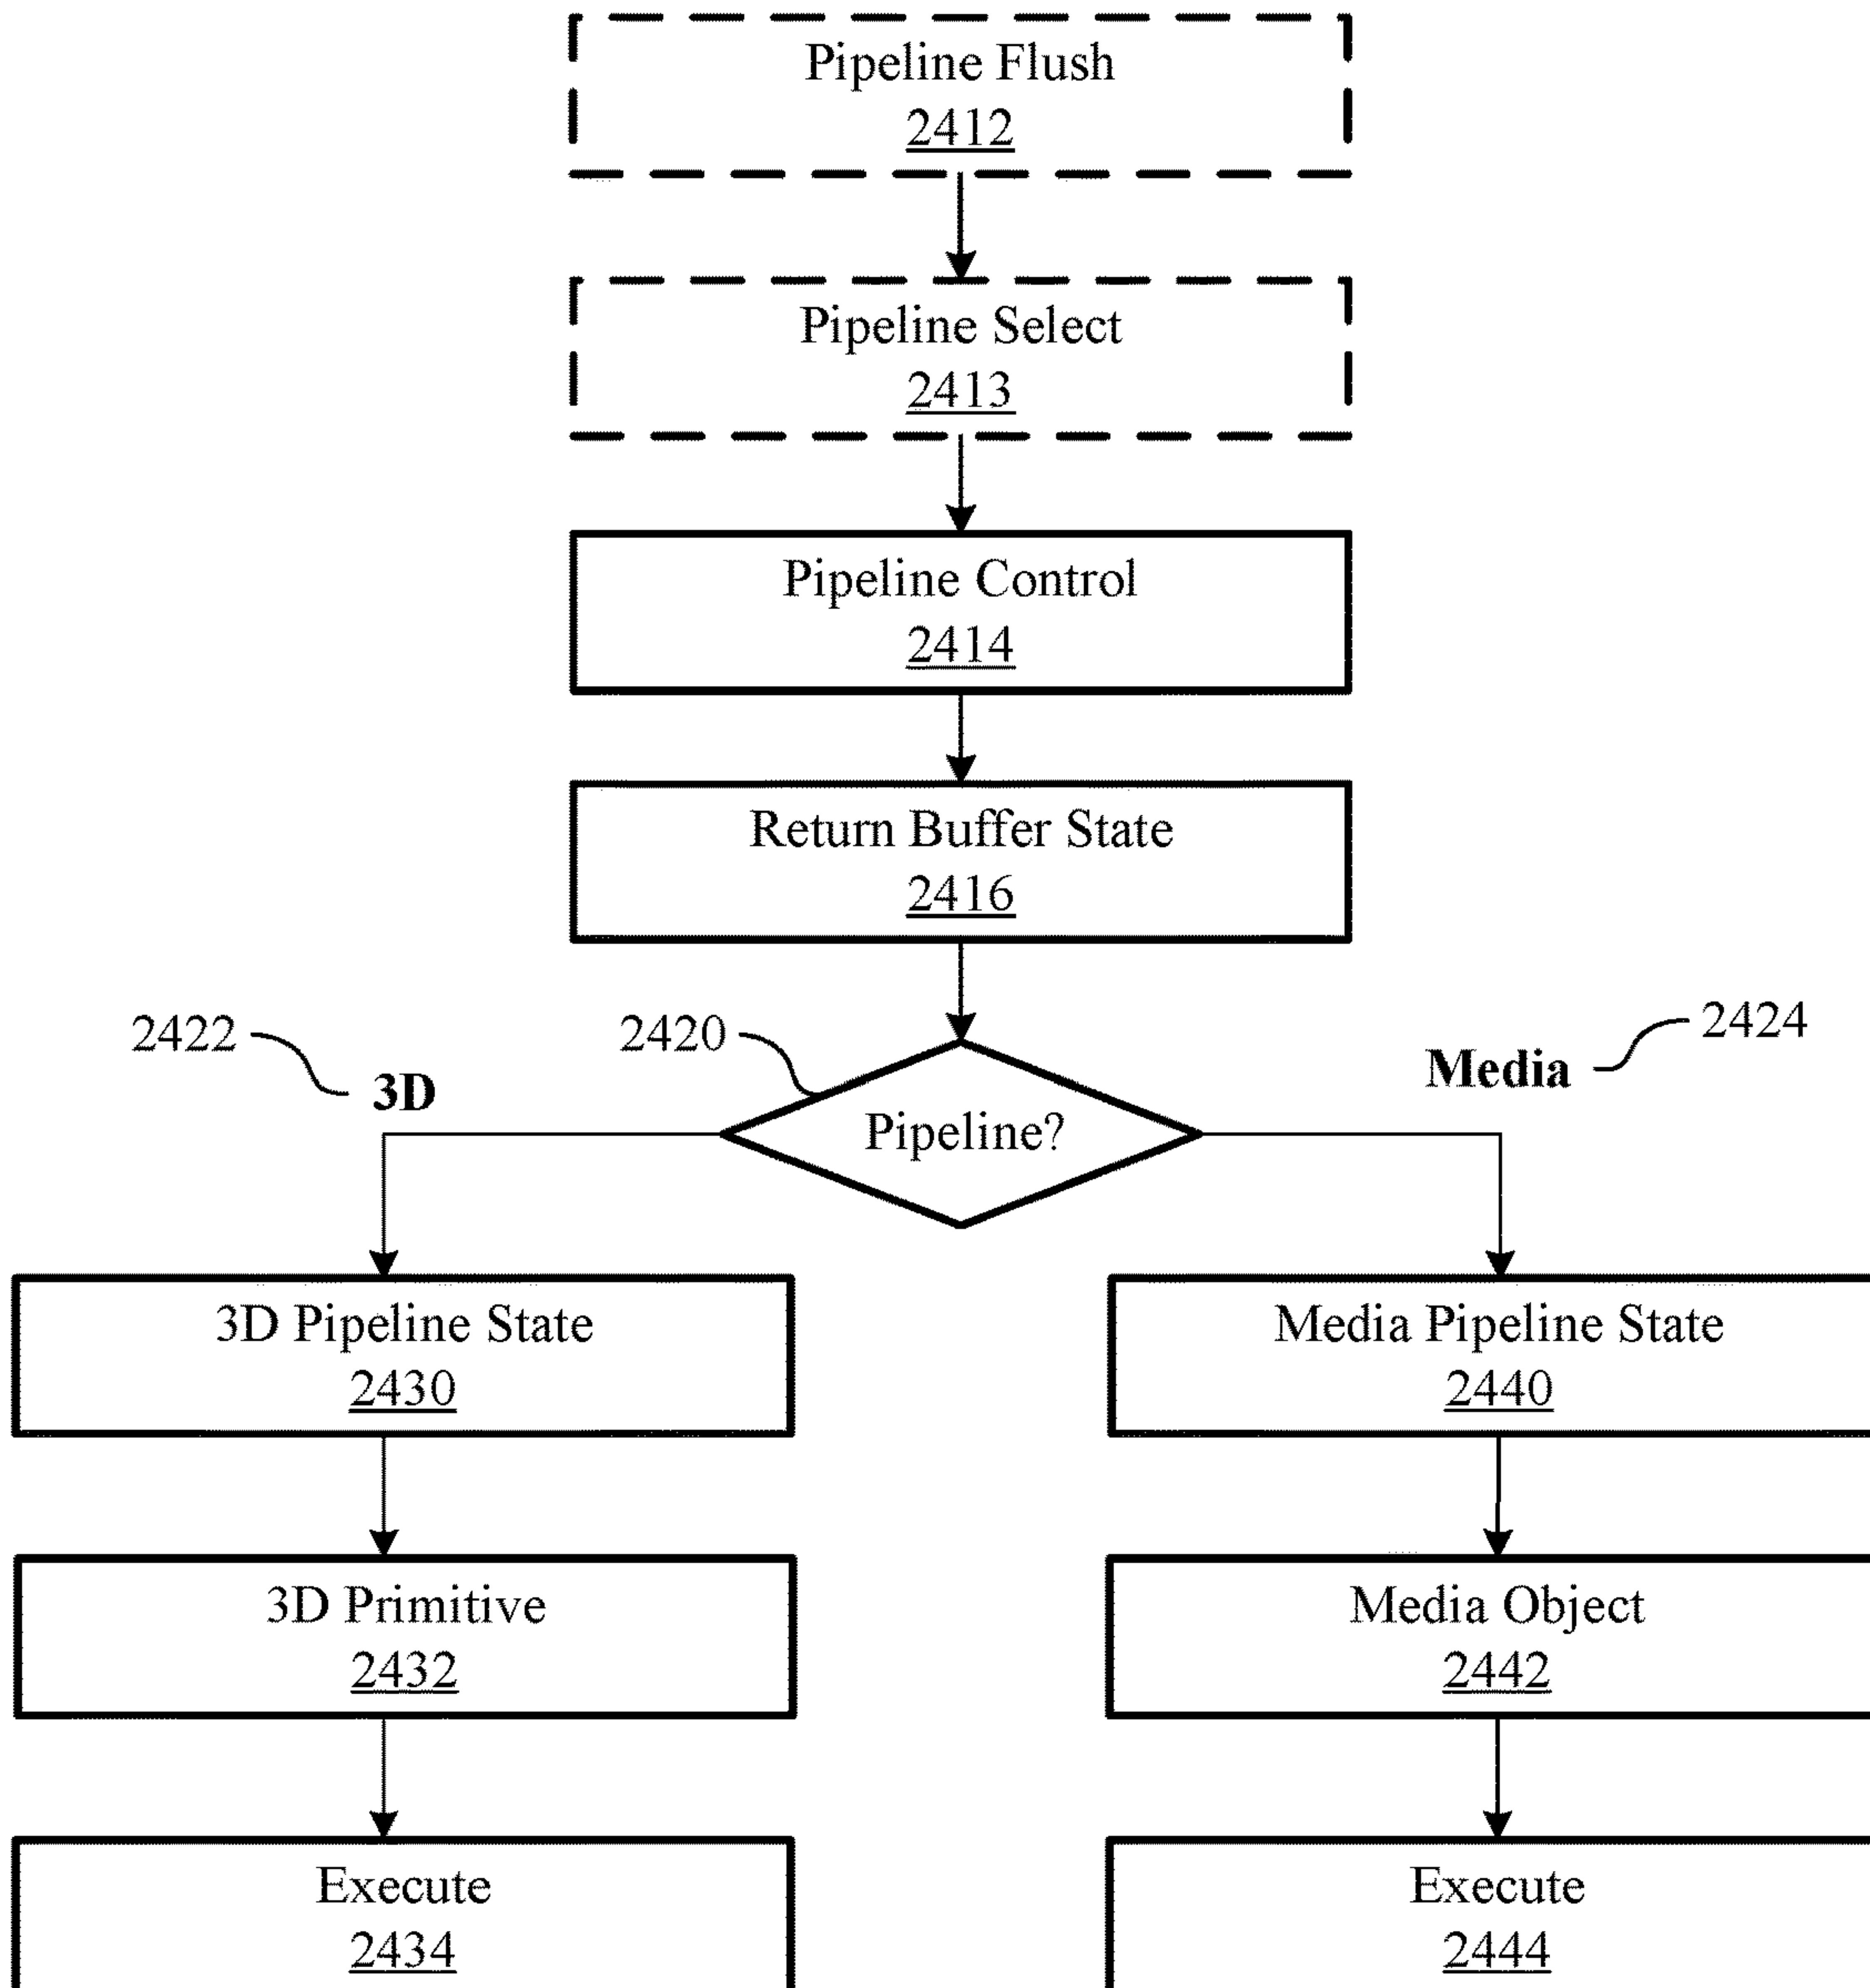 Pipeline Flush
2412
Pipeline Select
2413
Pipeline Control
2414
Return Buffer State
2416
2422
2420
2424
3D
Media
Pipeline?
3D Pipeline State
2430
Media Pipeline State
2440
3D Primitive
2432
Media Object
2442
Execute
2434
Execute
2444